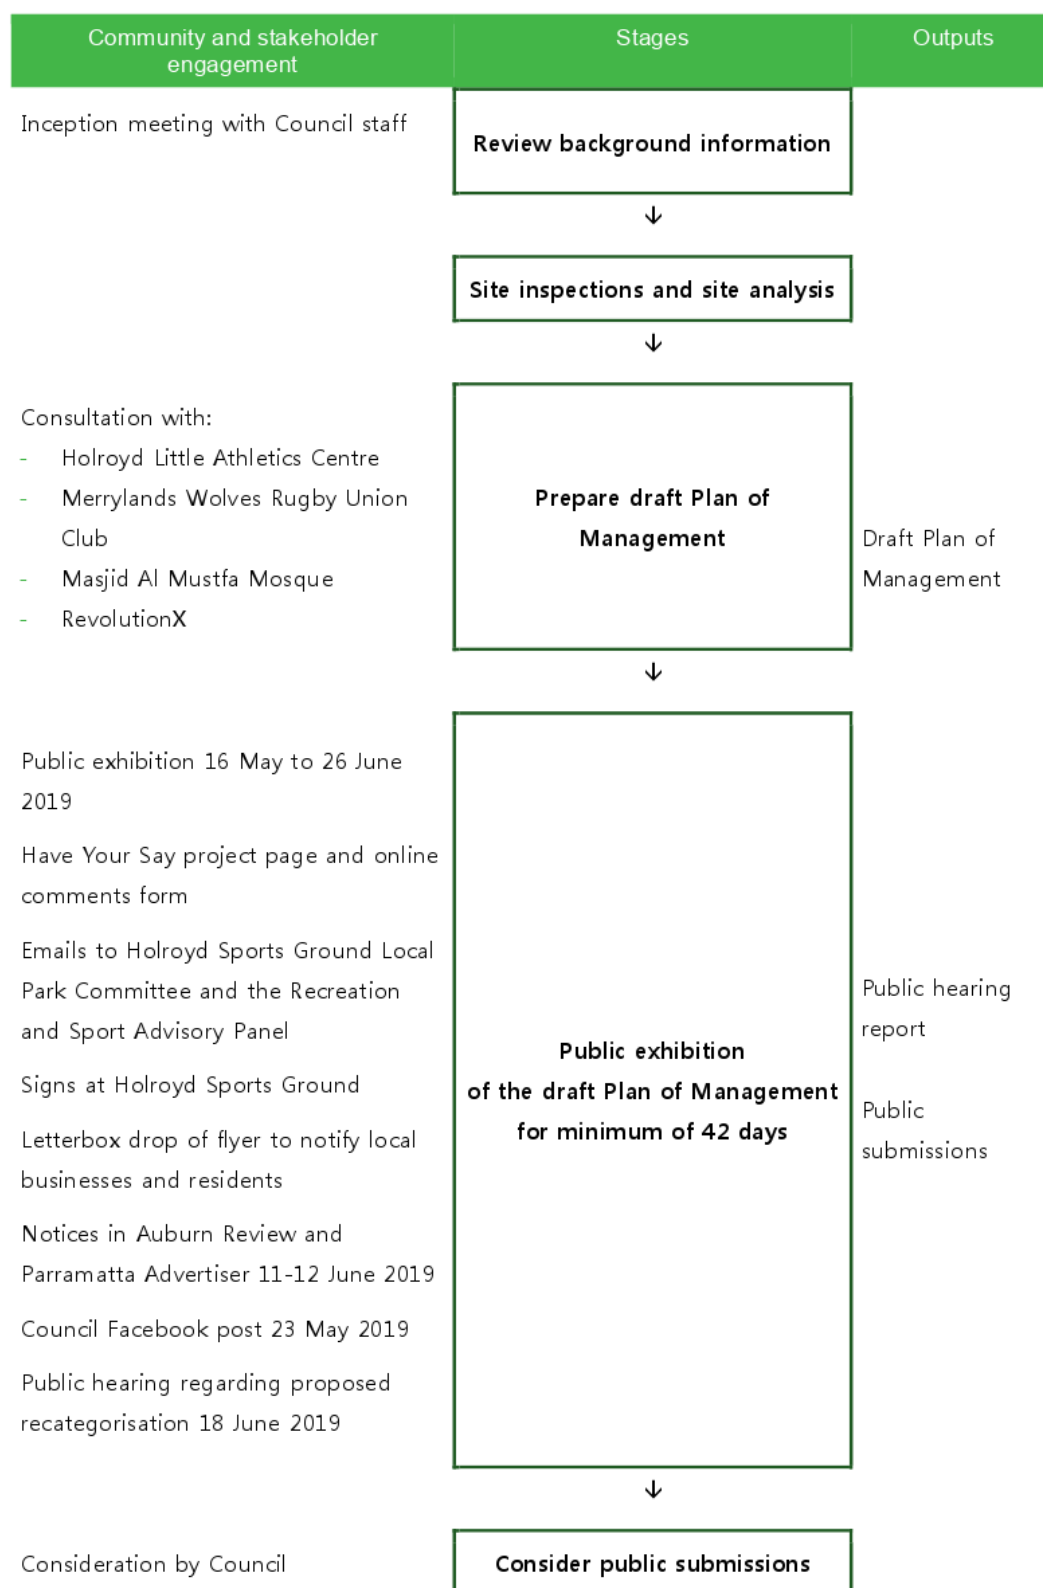 Community and stakeholder
engagement
Stages
Outputs
Inception meeting with Council staff
Review background information
↓
Site inspections and site analysis
↓
Consultation with:
- Holroyd Little Athletics Centre
- Merrylands Wolves Rugby Union
Club
- Masjid Al Mustfa Mosque
- RevolutionX
Prepare draft Plan of
Management
Draft Plan of
Management
↓
Public exhibition 16 May to 26 June
2019
Have Your Say project page and online
comments form
Emails to Holroyd Sports Ground Local
Park Committee and the Recreation
and Sport Advisory Panel
Signs at Holroyd Sports Ground
Letterbox drop of flyer to notify local
businesses and residents
Notices in Auburn Review and
Parramatta Advertiser 11-12 June 2019
Council Facebook post 23 May 2019
Public hearing regarding proposed
recategorisation 18 June 2019
Public exhibition
of the draft Plan of Management
for minimum of 42 days
Public hearing
report
Public
submissions
↓
Consideration by Council
Consider public submissions